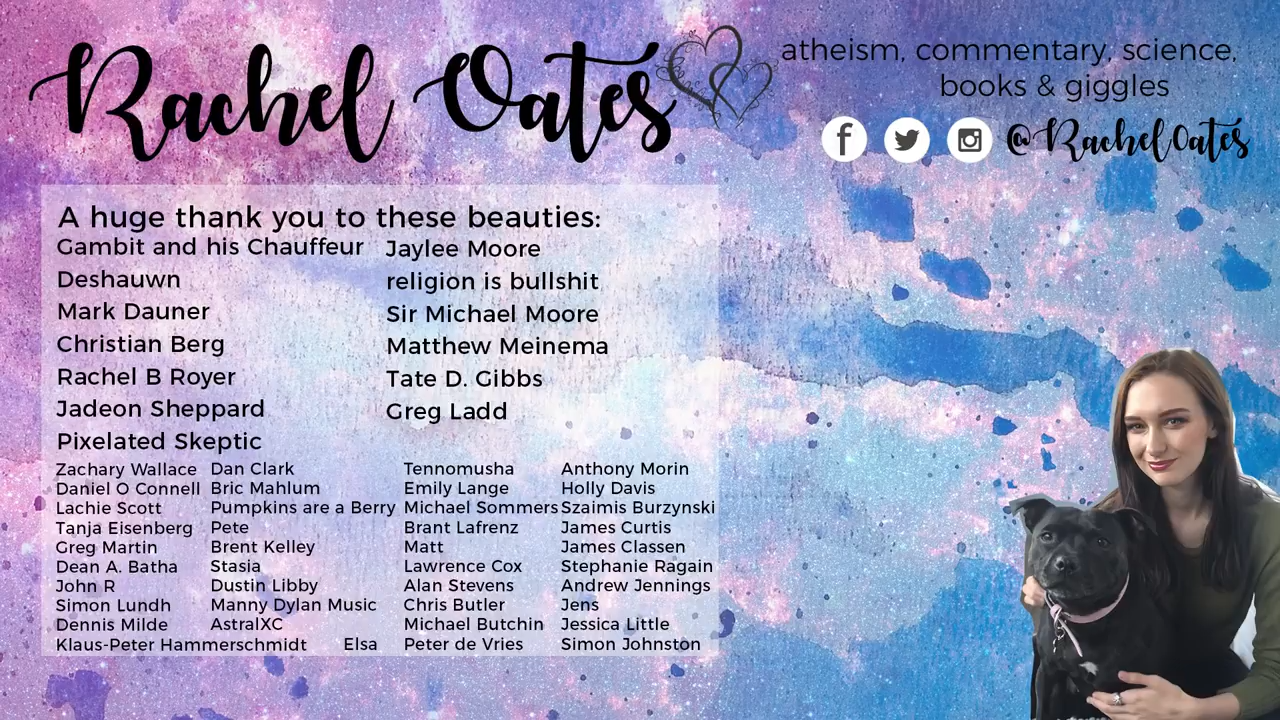 Rachel Oates
atheism, commentary, science,
books & giggles
f
@RachelOates
A huge thank you to these beauties:
Gambit and his Chauffeur Jaylee Moore
Deshauwn religion is bullshit
Mark Dauner Sir Michael Moore
Christian Berg Matthew Meinema
Rachel B Royer Tate D. Gibbs
Jadeon Sheppard Greg Ladd
Pixelated Skeptic
Zachary Wallace Dan Clark Tennomusha Anthony Morin
Daniel O Connell Bric Mahlum Emily Lange Holly Davis
Lachie Scott Pumpkins are a Berry Michael Sommers Szaimis Burzynski
Tanja Eisenberg Pete Brant Lafrenz James Curtis
Greg Martin Brent Kelley Matt James Classen
Dean A. Batha Stasia Lawrence Cox Stephanie Ragain
John R Dustin Libby Alan Stevens Andrew Jennings
Simon Lundh Manny Dylan Music Chris Butler Jens
Dennis Milde AstralXC Michael Butchin Jessica Little
Klaus-Peter Hammerschmidt Elsa Peter de Vries Simon Johnston